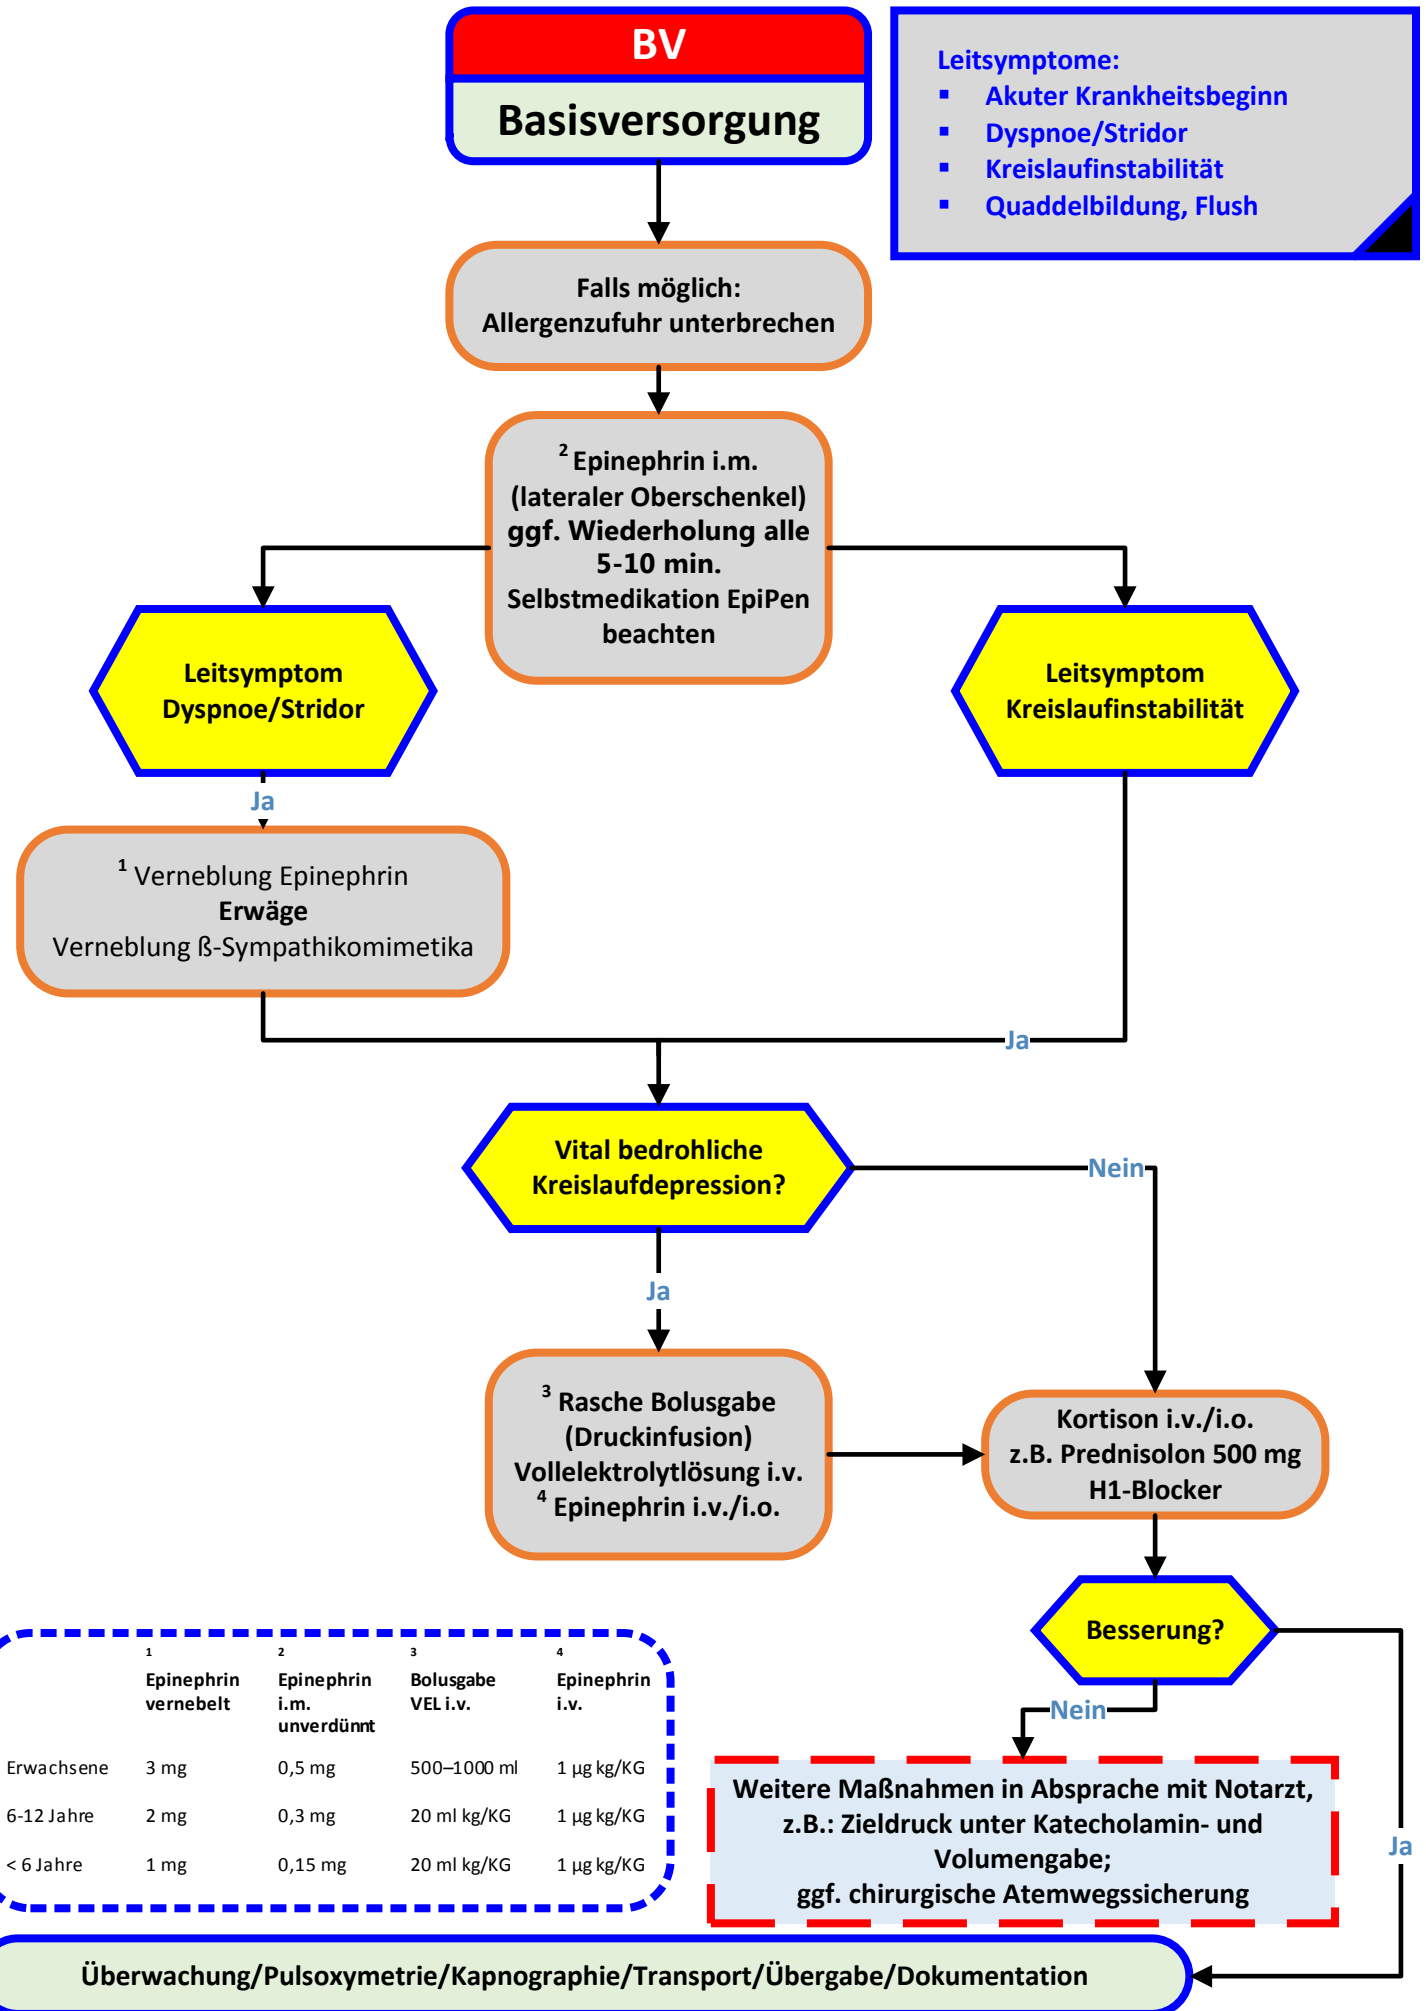 BV
Basisversorgung
Leitsymptome:
▪ Akuter Krankheitsbeginn
▪ Dyspnoe/Stridor
▪ Kreislaufinstabilität
▪ Quaddelbildung, Flush
Falls möglich:
Allergenzufuhr unterbrechen
2 Epinephrin i.m.
(lateraler Oberschenkel)
ggf. Wiederholung alle
5-10 min.
Selbstmedikation EpiPen
beachten
Leitsymptom
Dyspnoe/Stridor
Leitsymptom
Kreislaufinstabilität
Ja
1 Verneblung Epinephrin
Erwäge
Verneblung ß-Sympathikomimetika
Ja
Vital bedrohliche
Kreislaufdepression?
Nein
Ja
3 Rasche Bolusgabe
(Druckinfusion)
Vollelektrolytlösung i.v.
4 Epinephrin i.v./i.o.
Kortison i.v./i.o.
z.B. Prednisolon 500 mg
H1-Blocker
Besserung?
Nein
Ja
1 2 3 4
Epinephrin Epinephrin Bolusgabe Epinephrin
vernebelt i.m. VEL i.v. i.v.
unverdünnt
Erwachsene 3 mg 0,5 mg 500–1000 ml 1 µg kg/KG
6-12 Jahre 2 mg 0,3 mg 20 ml kg/KG 1 µg kg/KG
< 6 Jahre 1 mg 0,15 mg 20 ml kg/KG 1 µg kg/KG
Weitere Maßnahmen in Absprache mit Notarzt,
z.B.: Zieldruck unter Katecholamin- und
Volumengabe;
ggf. chirurgische Atemwegssicherung
Überwachung/Pulsoxymetrie/Kapnographie/Transport/Übergabe/Dokumentation